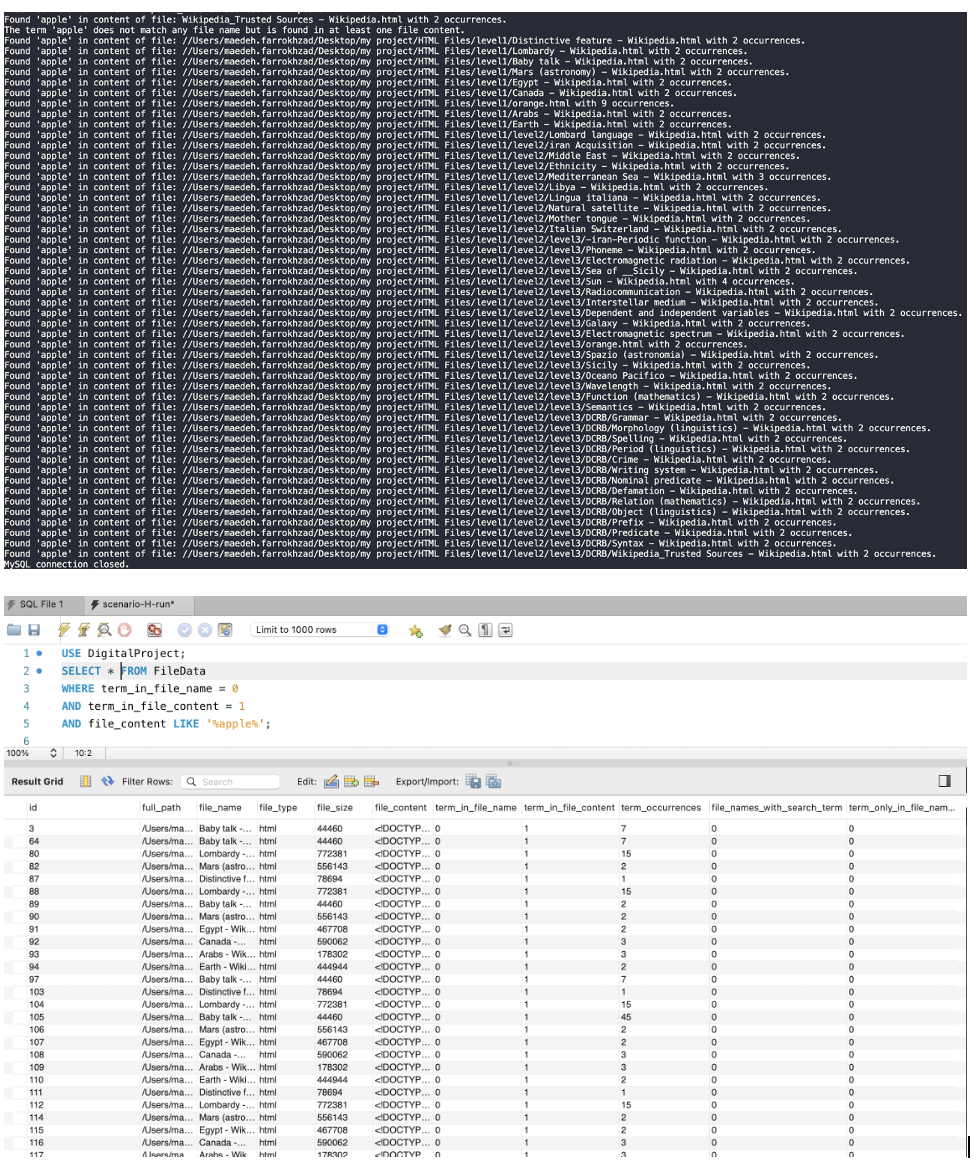 Found 'apple' in content of file: Wikipedia_Trusted Sources – Wikipedia.html with 2 occurrences.
The term 'apple' does not match any file name but is found in at least one file content.
Found 'apple' in content of file: //Users/maedeh.farrokhzad/Desktop/my project/HTML Files/level1/Distinctive feature – Wikipedia.html with 2 occurrences.
Found 'apple' in content of file: //Users/maedeh.farrokhzad/Desktop/my project/HTML Files/level1/Lombardy – Wikipedia.html with 2 occurrences.
Found 'apple' in content of file: //Users/maedeh.farrokhzad/Desktop/my project/HTML Files/level1/Baby talk – Wikipedia.html with 2 occurrences.
Found 'apple' in content of file: //Users/maedeh.farrokhzad/Desktop/my project/HTML Files/level1/Mars (astronomy) – Wikipedia.html with 2 occurrences.
Found 'apple' in content of file: //Users/maedeh.farrokhzad/Desktop/my project/HTML Files/level1/Egypt – Wikipedia.html with 2 occurrences.
Found 'apple' in content of file: //Users/maedeh.farrokhzad/Desktop/my project/HTML Files/level1/Canada – Wikipedia.html with 2 occurrences.
Found 'apple' in content of file: //Users/maedeh.farrokhzad/Desktop/my project/HTML Files/level1/orange.html with 9 occurrences.
Found 'apple' in content of file: //Users/maedeh.farrokhzad/Desktop/my project/HTML Files/level1/Arabs – Wikipedia.html with 2 occurrences.
Found 'apple' in content of file: //Users/maedeh.farrokhzad/Desktop/my project/HTML Files/level1/Earth – Wikipedia.html with 2 occurrences.
Found 'apple' in content of file: //Users/maedeh.farrokhzad/Desktop/my project/HTML Files/level1/level2/Lombard language – Wikipedia.html with 2 occurrences.
Found 'apple' in content of file: //Users/maedeh.farrokhzad/Desktop/my project/HTML Files/level1/level2/iran Acquisition – Wikipedia.html with 2 occurrences.
Found 'apple' in content of file: //Users/maedeh.farrokhzad/Desktop/my project/HTML Files/level1/level2/Middle East – Wikipedia.html with 2 occurrences.
Found 'apple' in content of file: //Users/maedeh.farrokhzad/Desktop/my project/HTML Files/level1/level2/Ethnicity – Wikipedia.html with 2 occurrences.
Found 'apple' in content of file: //Users/maedeh.farrokhzad/Desktop/my project/HTML Files/level1/level2/Mediterranean Sea – Wikipedia.html with 3 occurrences.
Found 'apple' in content of file: //Users/maedeh.farrokhzad/Desktop/my project/HTML Files/level1/level2/Libya – Wikipedia.html with 2 occurrences.
Found 'apple' in content of file: //Users/maedeh.farrokhzad/Desktop/my project/HTML Files/level1/level2/Lingua italiana – Wikipedia.html with 2 occurrences.
Found 'apple' in content of file: //Users/maedeh.farrokhzad/Desktop/my project/HTML Files/level1/level2/Natural satellite – Wikipedia.html with 2 occurrences.
Found 'apple' in content of file: //Users/maedeh.farrokhzad/Desktop/my project/HTML Files/level1/level2/Mother tongue – Wikipedia.html with 2 occurrences.
Found 'apple' in content of file: //Users/maedeh.farrokhzad/Desktop/my project/HTML Files/level1/level2/Italian Switzerland – Wikipedia.html with 2 occurrences.
Found 'apple' in content of file: //Users/maedeh.farrokhzad/Desktop/my project/HTML Files/level1/level2/level3/–iran–Periodic function – Wikipedia.html with 2 occurrences.
Found 'apple' in content of file: //Users/maedeh.farrokhzad/Desktop/my project/HTML Files/level1/level2/level3/Phoneme – Wikipedia.html with 2 occurrences.
Found 'apple' in content of file: //Users/maedeh.farrokhzad/Desktop/my project/HTML Files/level1/level2/level3/Electromagnetic radiation – Wikipedia.html with 2 occurrences.
Found 'apple' in content of file: //Users/maedeh.farrokhzad/Desktop/my project/HTML Files/level1/level2/level3/Sea of __Sicily – Wikipedia.html with 2 occurrences.
Found 'apple' in content of file: //Users/maedeh.farrokhzad/Desktop/my project/HTML Files/level1/level2/level3/Sun – Wikipedia.html with 4 occurrences.
Found 'apple' in content of file: //Users/maedeh.farrokhzad/Desktop/my project/HTML Files/level1/level2/level3/Radiocommunication – Wikipedia.html with 2 occurrences.
Found 'apple' in content of file: //Users/maedeh.farrokhzad/Desktop/my project/HTML Files/level1/level2/level3/Interstellar medium – Wikipedia.html with 2 occurrences.
Found 'apple' in content of file: //Users/maedeh.farrokhzad/Desktop/my project/HTML Files/level1/level2/level3/Dependent and independent variables – Wikipedia.html with 2 occurrences.
Found 'apple' in content of file: //Users/maedeh.farrokhzad/Desktop/my project/HTML Files/level1/level2/level3/Galaxy – Wikipedia.html with 2 occurrences.
Found 'apple' in content of file: //Users/maedeh.farrokhzad/Desktop/my project/HTML Files/level1/level2/level3/Electromagnetic spectrum – Wikipedia.html with 2 occurrences.
Found 'apple' in content of file: //Users/maedeh.farrokhzad/Desktop/my project/HTML Files/level1/level2/level3/orange.html with 2 occurrences.
Found 'apple' in content of file: //Users/maedeh.farrokhzad/Desktop/my project/HTML Files/level1/level2/level3/Spazio (astronomia) – Wikipedia.html with 2 occurrences.
Found 'apple' in content of file: //Users/maedeh.farrokhzad/Desktop/my project/HTML Files/level1/level2/level3/Sicily – Wikipedia.html with 2 occurrences.
Found 'apple' in content of file: //Users/maedeh.farrokhzad/Desktop/my project/HTML Files/level1/level2/level3/Oceano Pacifico – Wikipedia.html with 2 occurrences.
Found 'apple' in content of file: //Users/maedeh.farrokhzad/Desktop/my project/HTML Files/level1/level2/level3/Wavelength – Wikipedia.html with 2 occurrences.
Found 'apple' in content of file: //Users/maedeh.farrokhzad/Desktop/my project/HTML Files/level1/level2/level3/Function (mathematics) – Wikipedia.html with 2 occurrences.
Found 'apple' in content of file: //Users/maedeh.farrokhzad/Desktop/my project/HTML Files/level1/level2/level3/Semantics – Wikipedia.html with 2 occurrences.
Found 'apple' in content of file: //Users/maedeh.farrokhzad/Desktop/my project/HTML Files/level1/level2/level3/DCRB/Grammar – Wikipedia.html with 2 occurrences.
Found 'apple' in content of file: //Users/maedeh.farrokhzad/Desktop/my project/HTML Files/level1/level2/level3/DCRB/Morphology (linguistics) – Wikipedia.html with 2 occurrences.
Found 'apple' in content of file: //Users/maedeh.farrokhzad/Desktop/my project/HTML Files/level1/level2/level3/DCRB/Spelling – Wikipedia.html with 2 occurrences.
Found 'apple' in content of file: //Users/maedeh.farrokhzad/Desktop/my project/HTML Files/level1/level2/level3/DCRB/Period (linguistics) – Wikipedia.html with 2 occurrences.
Found 'apple' in content of file: //Users/maedeh.farrokhzad/Desktop/my project/HTML Files/level1/level2/level3/DCRB/Crime – Wikipedia.html with 2 occurrences.
Found 'apple' in content of file: //Users/maedeh.farrokhzad/Desktop/my project/HTML Files/level1/level2/level3/DCRB/Writing system – Wikipedia.html with 2 occurrences.
Found 'apple' in content of file: //Users/maedeh.farrokhzad/Desktop/my project/HTML Files/level1/level2/level3/DCRB/Nominal predicate – Wikipedia.html with 2 occurrences.
Found 'apple' in content of file: //Users/maedeh.farrokhzad/Desktop/my project/HTML Files/level1/level2/level3/DCRB/Defamation – Wikipedia.html with 2 occurrences.
Found 'apple' in content of file: //Users/maedeh.farrokhzad/Desktop/my project/HTML Files/level1/level2/level3/DCRB/Relation (mathematics) – Wikipedia.html with 2 occurrences.
Found 'apple' in content of file: //Users/maedeh.farrokhzad/Desktop/my project/HTML Files/level1/level2/level3/DCRB/Object (linguistics) – Wikipedia.html with 2 occurrences.
Found 'apple' in content of file: //Users/maedeh.farrokhzad/Desktop/my project/HTML Files/level1/level2/level3/DCRB/Prefix – Wikipedia.html with 2 occurrences.
Found 'apple' in content of file: //Users/maedeh.farrokhzad/Desktop/my project/HTML Files/level1/level2/level3/DCRB/Predicate – Wikipedia.html with 2 occurrences.
Found 'apple' in content of file: //Users/maedeh.farrokhzad/Desktop/my project/HTML Files/level1/level2/level3/DCRB/Syntax – Wikipedia.html with 2 occurrences.
Found 'apple' in content of file: //Users/maedeh.farrokhzad/Desktop/my project/HTML Files/level1/level2/level3/DCRB/Wikipedia_Trusted Sources – Wikipedia.html with 2 occurrences.
MySQL connection closed.
SQL File 1 scenario-H-run*
Limit to 1000 rows
1 USE DigitalProject;
2 SELECT * FROM FileData
3 WHERE term_in_file_name = 0
4 AND term_in_file_content = 1
5 AND file_content LIKE '%apple%';
6
100% 10:2
Result Grid Filter Rows: Search Edit: Export/Import:
id full_path file_name file_type file_size file_content term_in_file_name term_in_file_content term_occurrences file_names_with_search_term term_only_in_file_nam...
3 /Users/ma... Baby talk -... html 44460 <!DOCTYP... 0 1 7 0 0
64 /Users/ma... Baby talk -... html 44460 <!DOCTYP... 0 1 7 0 0
80 /Users/ma... Lombardy -... html 772381 <!DOCTYP... 0 1 15 0 0
82 /Users/ma... Mars (astro... html 556143 <!DOCTYP... 0 1 2 0 0
87 /Users/ma... Distinctive f... html 78694 <!DOCTYP... 0 1 1 0 0
88 /Users/ma... Lombardy -... html 772381 <!DOCTYP... 0 1 15 0 0
89 /Users/ma... Baby talk -... html 44460 <!DOCTYP... 0 1 2 0 0
90 /Users/ma... Mars (astro... html 556143 <!DOCTYP... 0 1 2 0 0
91 /Users/ma... Egypt - Wik... html 467708 <!DOCTYP... 0 1 2 0 0
92 /Users/ma... Canada -... html 590062 <!DOCTYP... 0 1 3 0 0
93 /Users/ma... Arabs - Wik... html 178302 <!DOCTYP... 0 1 3 0 0
94 /Users/ma... Earth - Wiki... html 444944 <!DOCTYP... 0 1 2 0 0
97 /Users/ma... Baby talk -... html 44460 <!DOCTYP... 0 1 7 0 0
103 /Users/ma... Distinctive f... html 78694 <!DOCTYP... 0 1 1 0 0
104 /Users/ma... Lombardy -... html 772381 <!DOCTYP... 0 1 15 0 0
105 /Users/ma... Baby talk -... html 44460 <!DOCTYP... 0 1 45 0 0
106 /Users/ma... Mars (astro... html 556143 <!DOCTYP... 0 1 2 0 0
107 /Users/ma... Egypt - Wik... html 467708 <!DOCTYP... 0 1 2 0 0
108 /Users/ma... Canada -... html 590062 <!DOCTYP... 0 1 3 0 0
109 /Users/ma... Arabs - Wik... html 178302 <!DOCTYP... 0 1 3 0 0
110 /Users/ma... Earth - Wiki... html 444944 <!DOCTYP... 0 1 2 0 0
111 /Users/ma... Distinctive f... html 78694 <!DOCTYP... 0 1 1 0 0
112 /Users/ma... Lombardy -... html 772381 <!DOCTYP... 0 1 15 0 0
114 /Users/ma... Mars (astro... html 556143 <!DOCTYP... 0 1 2 0 0
115 /Users/ma... Egypt - Wik... html 467708 <!DOCTYP... 0 1 2 0 0
116 /Users/ma... Canada -... html 590062 <!DOCTYP... 0 1 3 0 0
117 /Users/ma... Arabs - Wik... html 178302 <!DOCTYP... 0 1 3 0 0